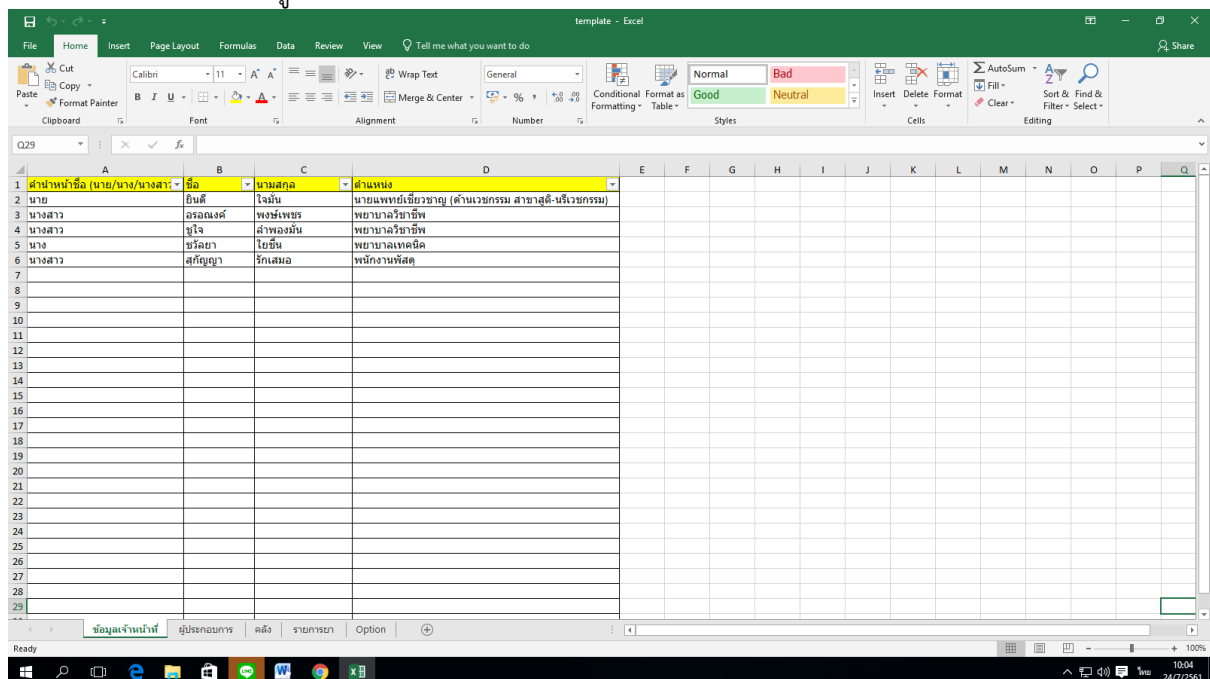 template - Excel
File Home Insert Page Layout Formulas Data Review View Tell me what you want to do Share
Paste Cut Copy Format Painter Clipboard
Calibri 11 B I U Font
Wrap Text Merge & Center Alignment
General % Number
Conditional Formatting Format as Table Normal Bad Good Neutral Styles
Insert Delete Format Cells
AutoSum Fill Clear Sort & Filter Find & Select Editing
Q29 fx
A B C D E F G H I J K L M N O P Q
1 คำนำหน้าชื่อ (นาย/นาง/นางสาว ชื่อ นามสกุล ตำแหน่ง
2 นาย ยินดี ใจมั่น นายแพทย์เชี่ยวชาญ (ด้านเวชกรรม สาขาสูติ-นรีเวชกรรม)
3 นางสาว อรอณงค์ พงษ์เพชร พยาบาลวิชาชีพ
4 นางสาว ชูใจ ลำพองมั่น พยาบาลวิชาชีพ
5 นาง ชวัลยา ใยชื่น พยาบาลเทคนิค
6 นางสาว สุกัญญา รักเสมอ พนักงานพัสดุ
7
8
9
10
11
12
13
14
15
16
17
18
19
20
21
22
23
24
25
26
27
28
29
ข้อมูลเจ้าหน้าที่ ผู้ประกอบการ คลัง รายการยา Option
Ready 100%
ไทย 10:04
24/7/2561